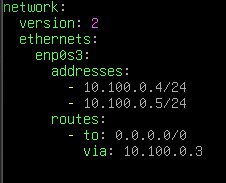 network:
  version: 2
  ethernets:
    enp0s3:
      addresses:
        - 10.100.0.4/24
        - 10.100.0.5/24
      routes:
        - to: 0.0.0.0/0
          via: 10.100.0.3